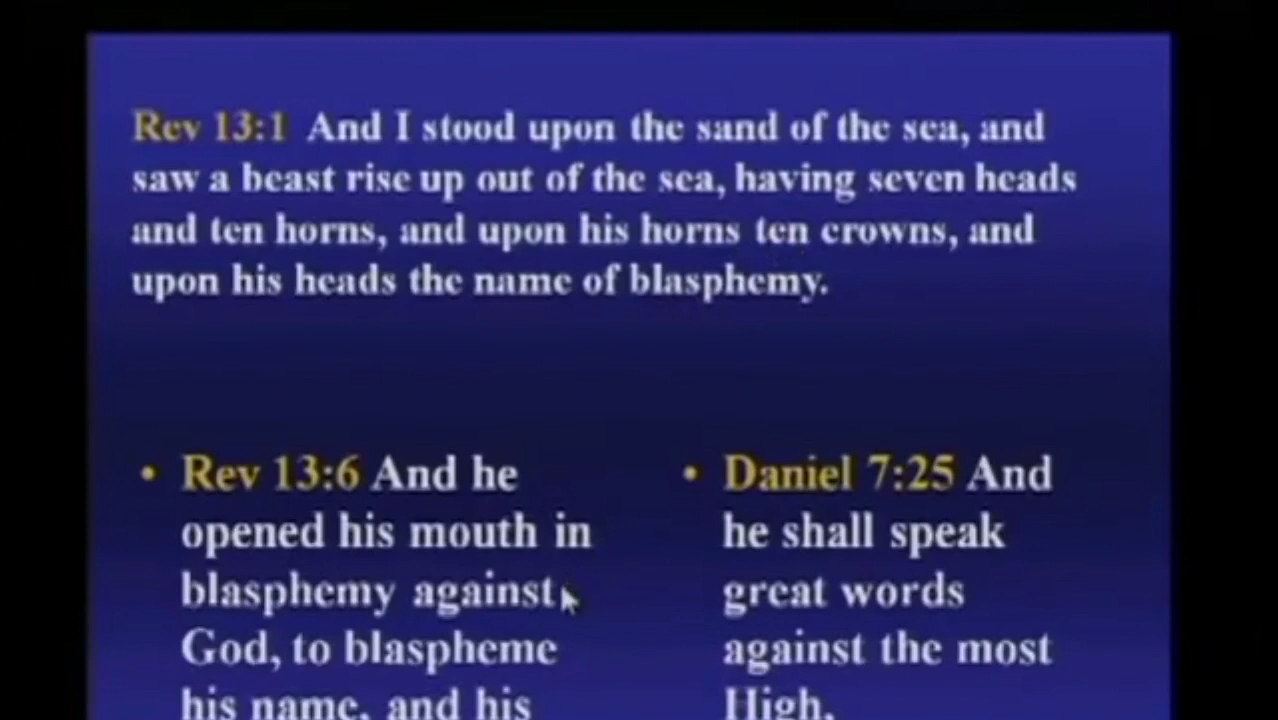 Rev 13:1 And I stood upon the sand of the sea, and
saw a beast rise up out of the sea, having seven heads
and ten horns, and upon his horns ten crowns, and
upon his heads the name of blasphemy.
• Rev 13:6 And he
opened his mouth in
blasphemy against
God, to blaspheme
his name, and his
• Daniel 7:25 And
he shall speak
great words
against the most
High,